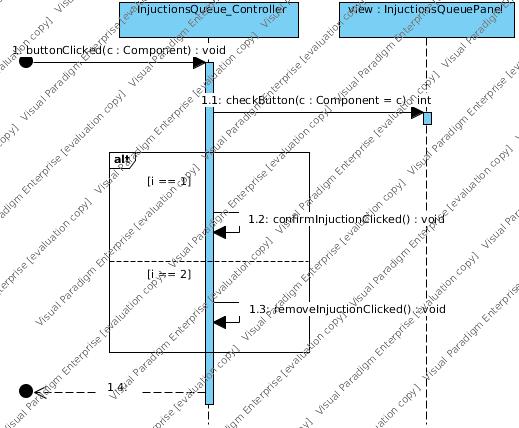 InjuctionsQueue_Controller
view : InjuctionsQueuePanel
1: buttonClicked(c : Component) : void
1.1: checkButton(c : Component = c) : int
alt
[i == 1]
1.2: confirmInjuctionClicked() : void
[i == 2]
1.3: removeInjuctionClicked() : void
1.4:
Visual Paradigm Enterprise [evaluation copy]